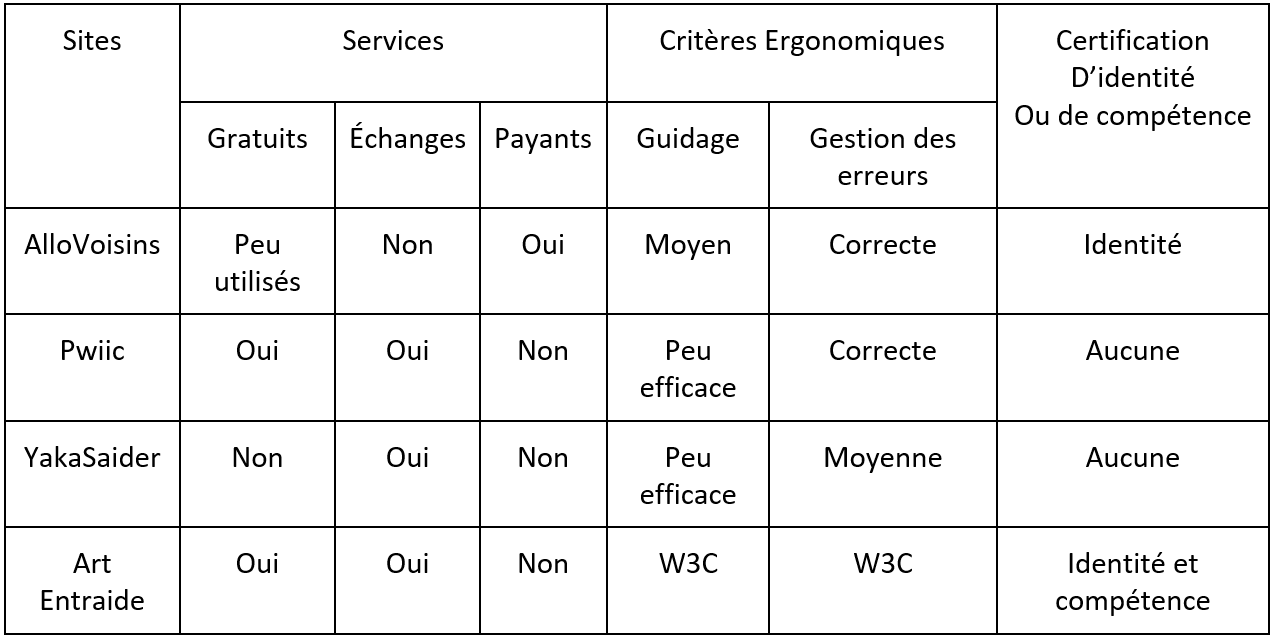 Sites
Services
Critères Ergonomiques
Certification
D’identité
Ou de compétence
Gratuits
Échanges
Payants
Guidage
Gestion des
erreurs
AlloVoisins
Peu
utilisés
Non
Oui
Moyen
Correcte
Identité
Pwiic
Oui
Oui
Non
Peu
efficace
Correcte
Aucune
YakaSaider
Non
Oui
Non
Peu
efficace
Moyenne
Aucune
Art
Entraide
Oui
Oui
Non
W3C
W3C
Identité et
compétence